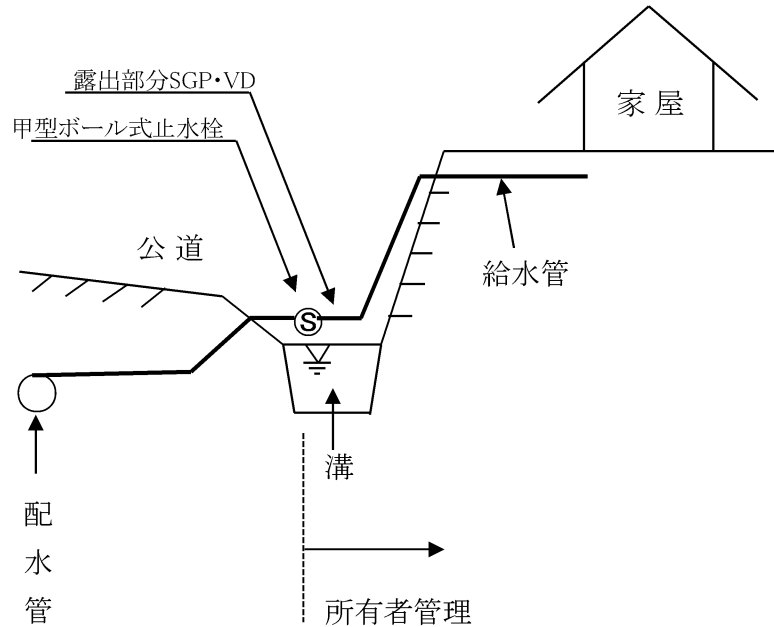 露出部分SGP・VD
家屋
甲型ボール式止水栓
公道
給水管
S
溝
配水管
所有者管理